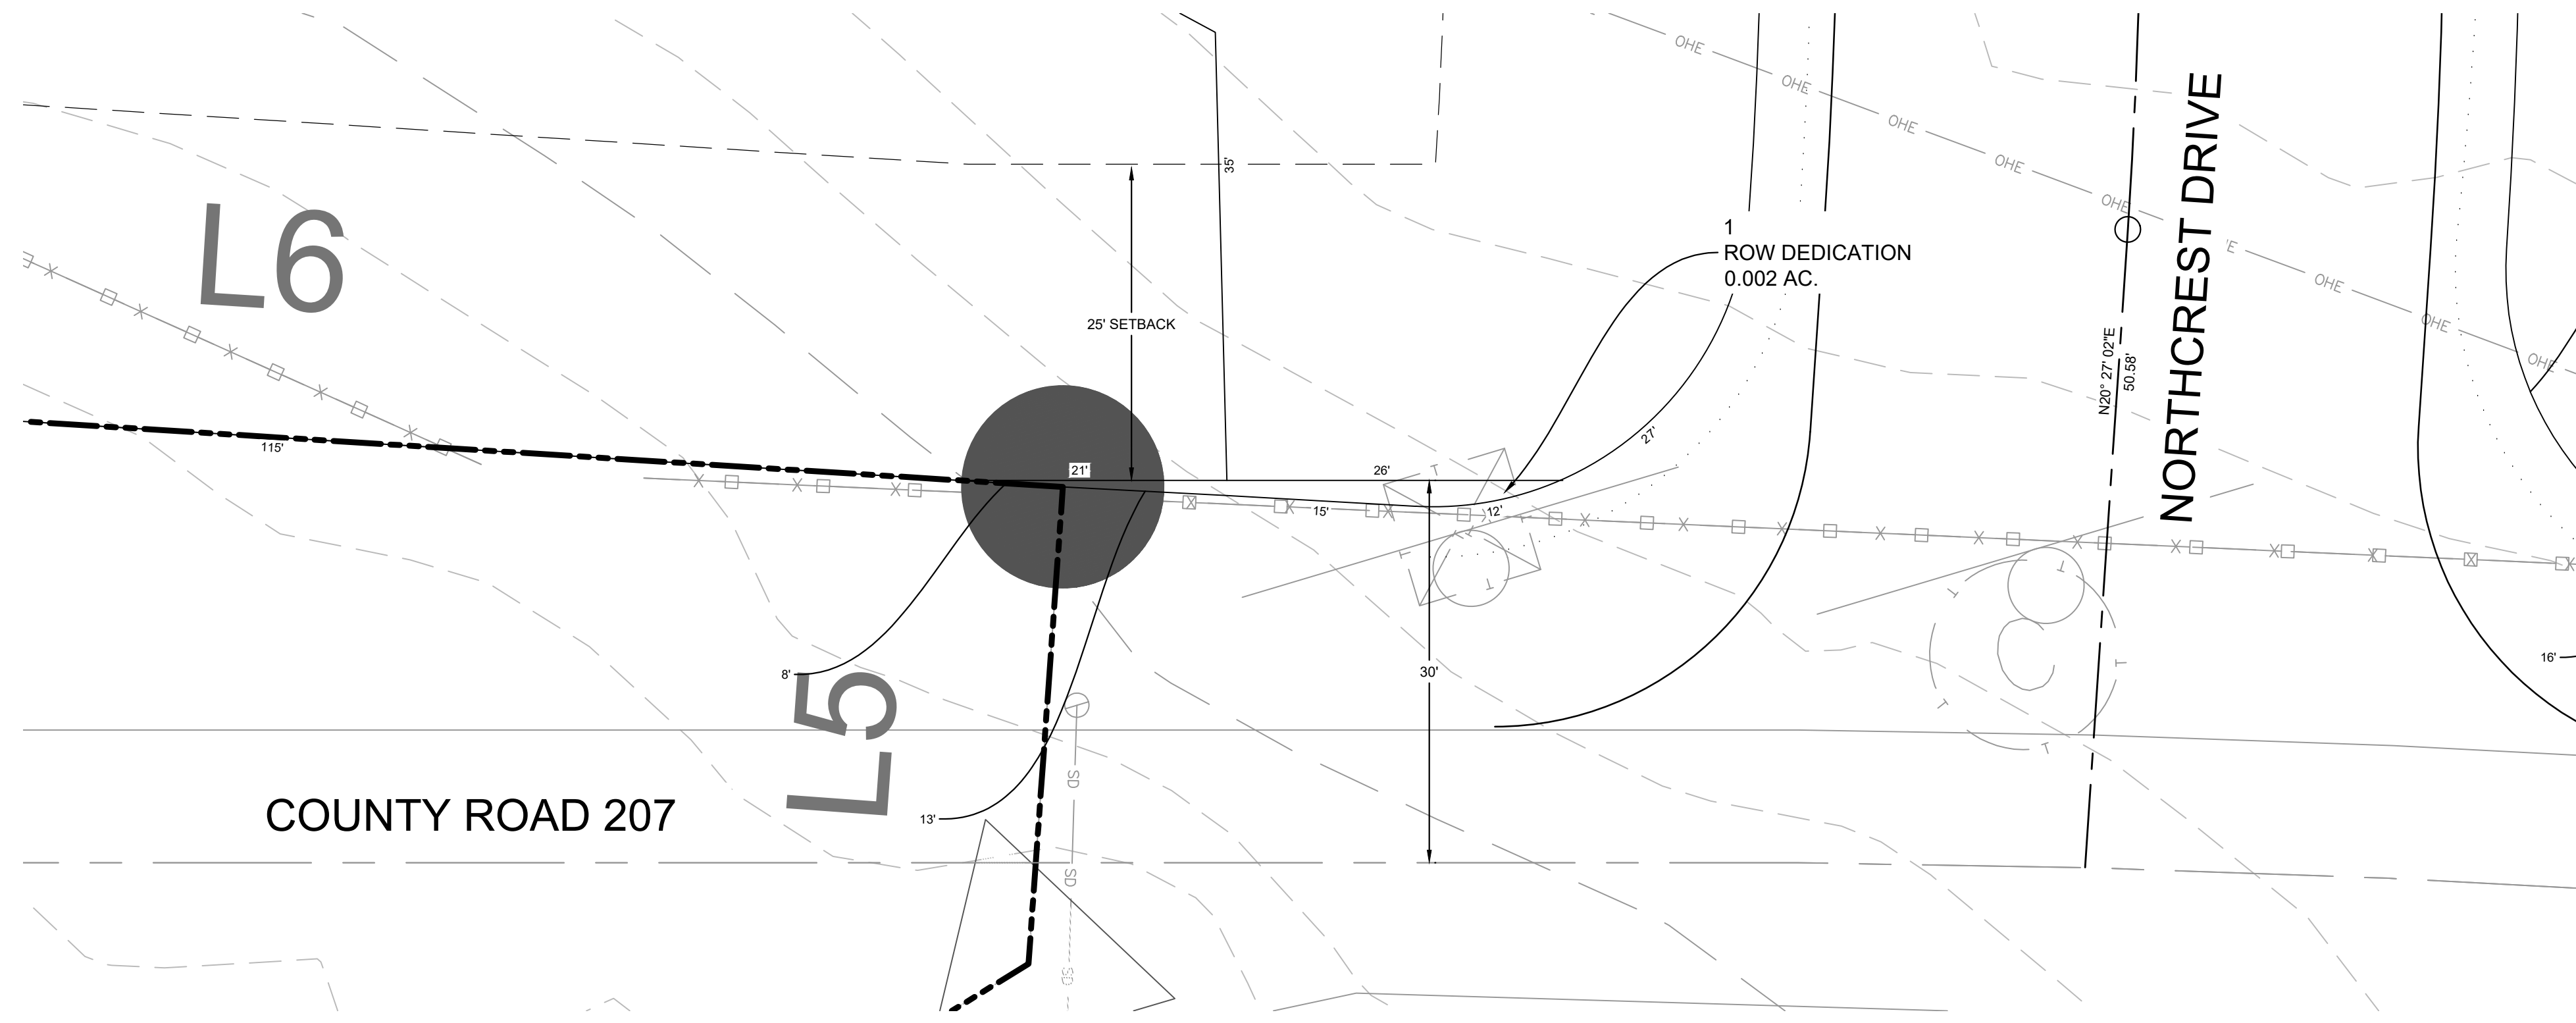 OHE
OHE
OHE
OHE
OHE
OHE
OHE
OHE
E
35'
L6
1
ROW DEDICATION
0.002 AC.
25' SETBACK
NORTHCREST DRIVE
N20° 27' 02"E
50.58'
115'
21'
26'
27'
15'
12'
8'
L5
30'
16'
13'
COUNTY ROAD 207
SD
SD
SD
T
T
T
T
T
T
T
T
T